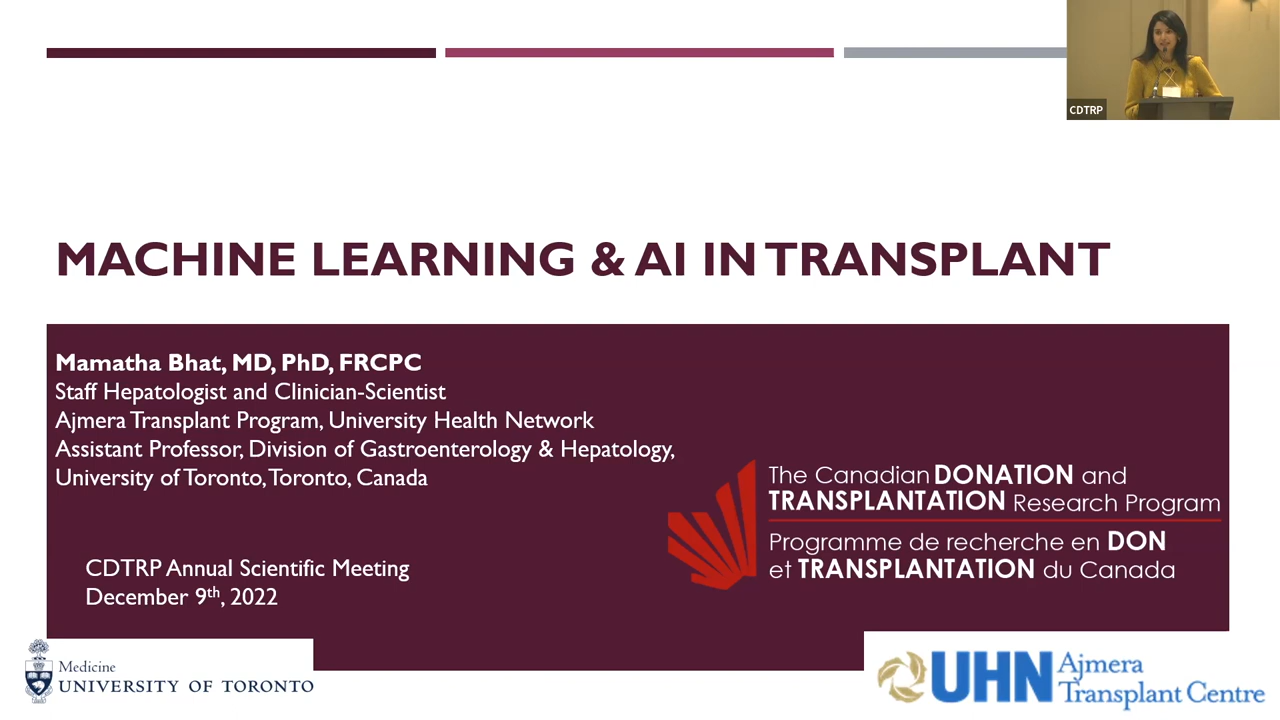 CDTRP
MACHINE LEARNING & AI IN TRANSPLANT
Mamatha Bhat, MD, PhD, FRCPC
Staff Hepatologist and Clinician-Scientist
Ajmera Transplant Program, University Health Network
Assistant Professor, Division of Gastroenterology & Hepatology,
University of Toronto, Toronto, Canada
The Canadian DONATION and
TRANSPLANTATION Research Program
Programme de recherche en DON
et TRANSPLANTATION du Canada
CDTRP Annual Scientific Meeting
December 9th, 2022
Medicine
UNIVERSITY OF TORONTO
UHN Ajmera
Transplant Centre